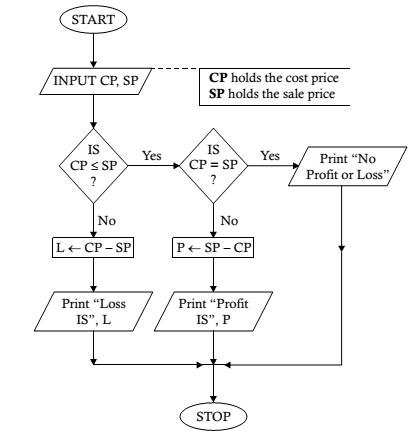 START
INPUT CP, SP
CP holds the cost price
SP holds the sale price
IS
CP ≤ SP
?
Yes
IS
CP = SP
?
Yes
Print “No
Profit or Loss”
No
No
L ← CP – SP
P ← SP – CP
Print “Loss
IS”, L
Print “Profit
IS”, P
STOP